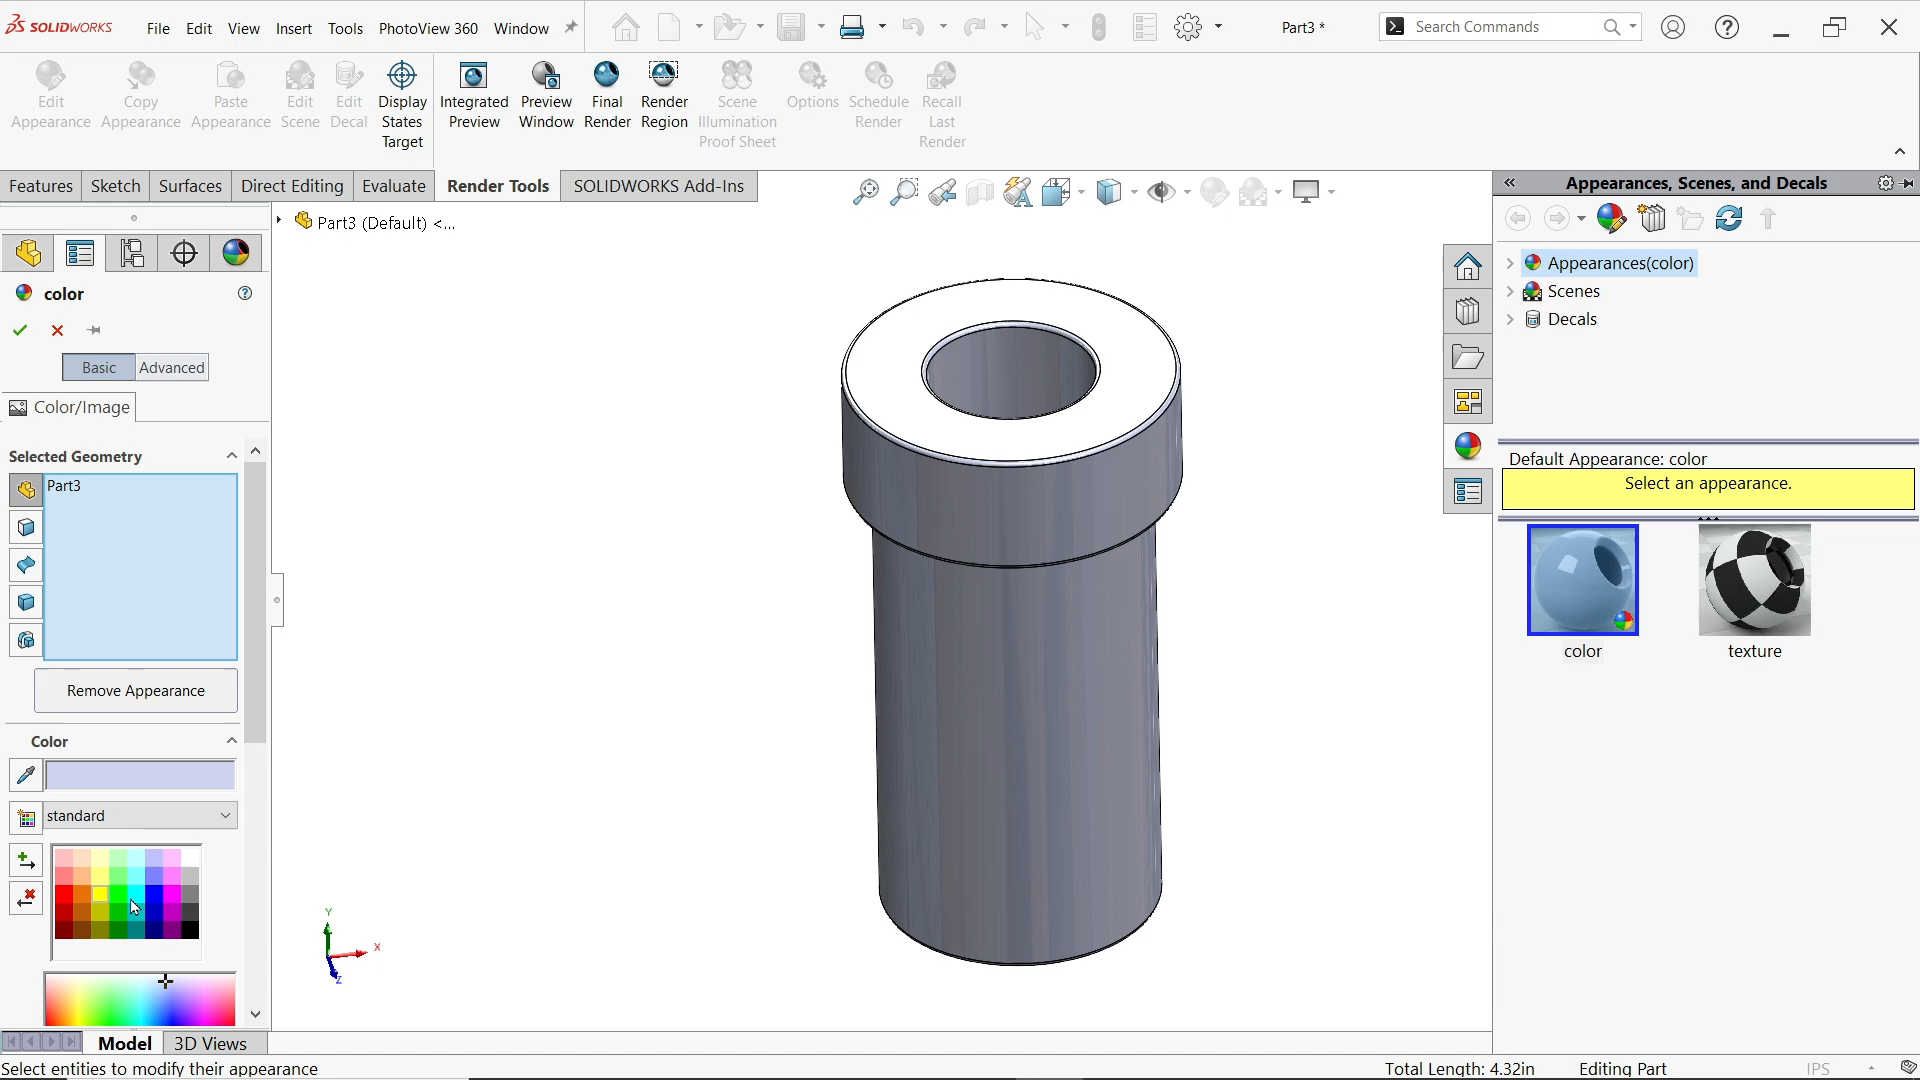 SOLIDWORKS File Edit View Insert Tools PhotoView 360 Window Part3 * Search Commands
Edit Appearance
Copy Appearance
Paste Appearance
Edit Scene
Edit Decal
Display States Target
Integrated Preview
Preview Window
Final Render
Render Region
Scene Illumination Proof Sheet
Options
Schedule Render
Recall Last Render
Features Sketch Surfaces Direct Editing Evaluate Render Tools SOLIDWORKS Add-Ins
Part3 (Default) <...
color
Basic Advanced
Color/Image
Selected Geometry
Part3
Remove Appearance
Color
standard
Y
X
Z
Appearances, Scenes, and Decals
Appearances(color)
Scenes
Decals
Default Appearance: color
Select an appearance.
color
texture
Model 3D Views
Select entities to modify their appearance
Total Length: 4.32in Editing Part IPS